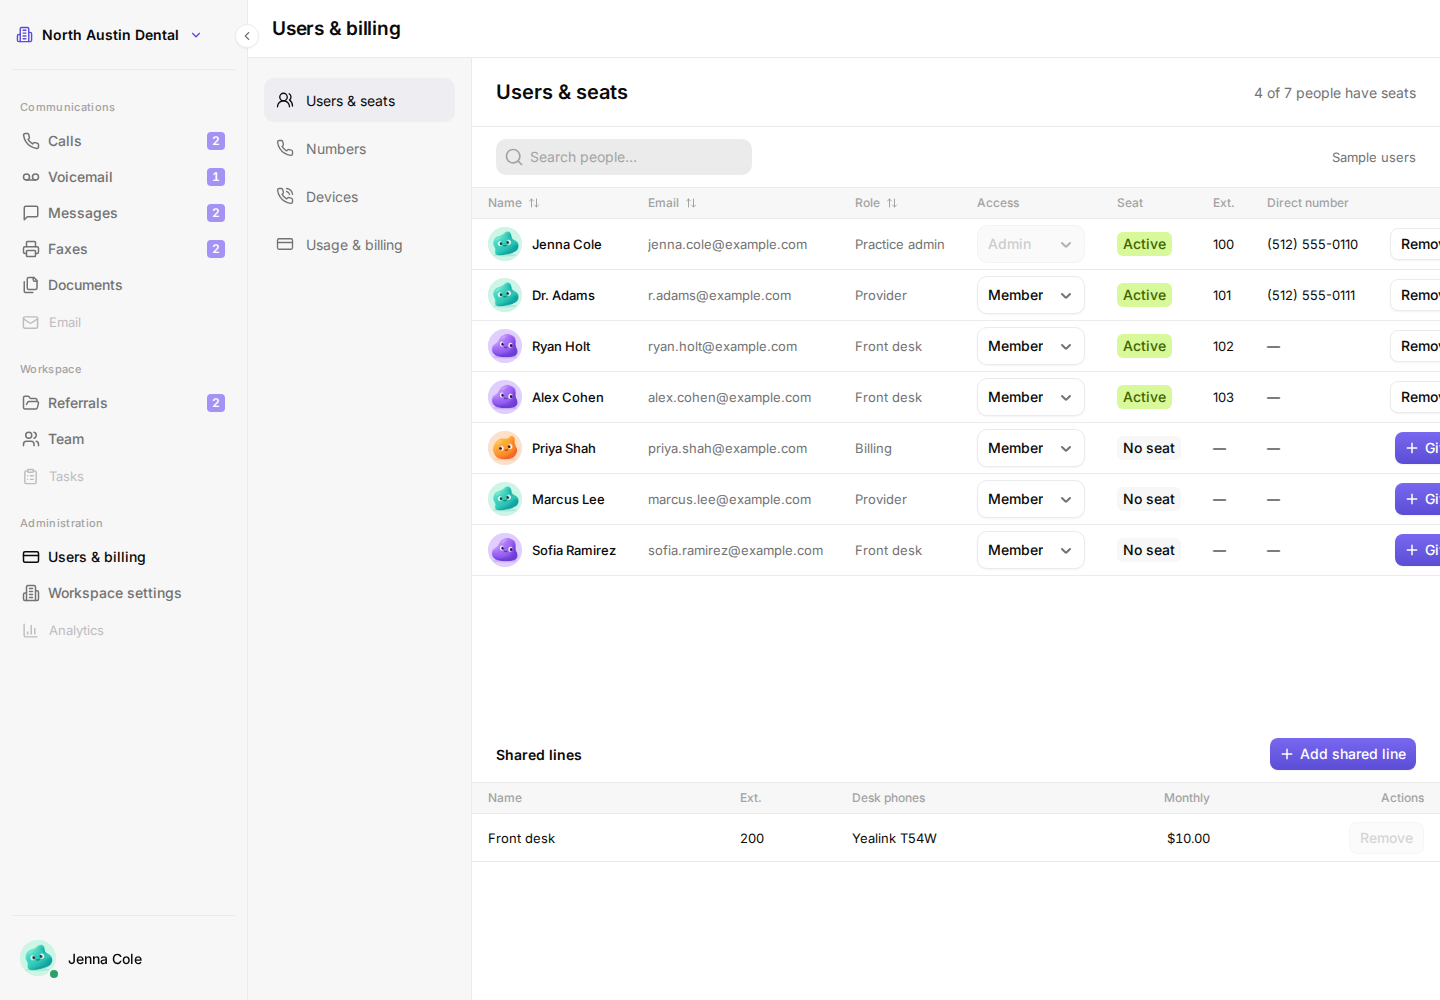 North Austin Dental
Users & billing
Communications
Calls 2
Voicemail 1
Messages 2
Faxes 2
Documents
Email
Workspace
Referrals 2
Team
Tasks
Administration
Users & billing
Workspace settings
Analytics
Jenna Cole
Users & seats
Numbers
Devices
Usage & billing
Users & seats
4 of 7 people have seats
Search people...
Sample users
Name Email Role Access Seat Ext. Direct number
Jenna Cole jenna.cole@example.com Practice admin Admin Active 100 (512) 555-0110 Remov
Dr. Adams r.adams@example.com Provider Member Active 101 (512) 555-0111 Remov
Ryan Holt ryan.holt@example.com Front desk Member Active 102 — Remov
Alex Cohen alex.cohen@example.com Front desk Member Active 103 — Remov
Priya Shah priya.shah@example.com Billing Member No seat — — + Gi
Marcus Lee marcus.lee@example.com Provider Member No seat — — + Gi
Sofia Ramirez sofia.ramirez@example.com Front desk Member No seat — — + Gi
Shared lines
+ Add shared line
Name Ext. Desk phones Monthly Actions
Front desk 200 Yealink T54W $10.00 Remove